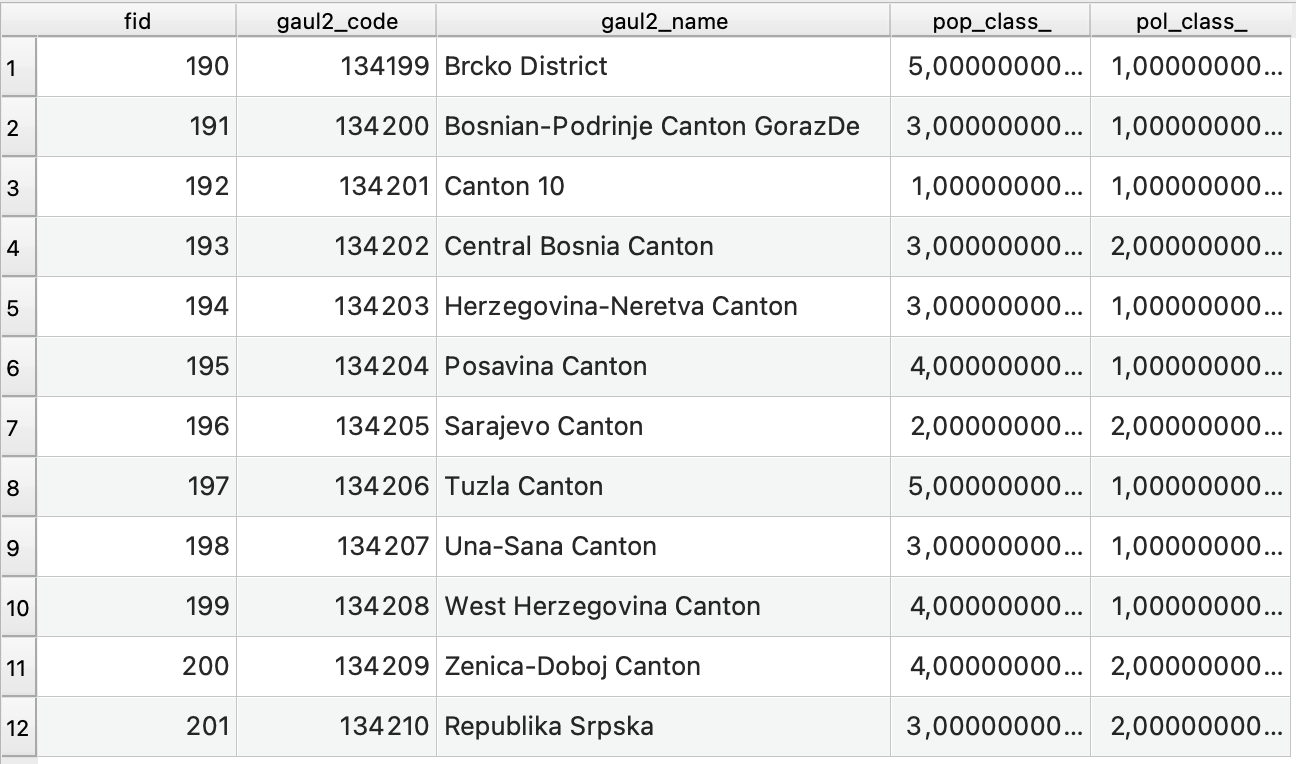 fid gaul2_code gaul2_name pop_class_ pol_class_
1 190 134199 Brcko District 5,00000000... 1,00000000...
2 191 134200 Bosnian-Podrinje Canton GorazDe 3,00000000... 1,00000000...
3 192 134201 Canton 10 1,00000000... 1,00000000...
4 193 134202 Central Bosnia Canton 3,00000000... 2,00000000...
5 194 134203 Herzegovina-Neretva Canton 3,00000000... 1,00000000...
6 195 134204 Posavina Canton 4,00000000... 1,00000000...
7 196 134205 Sarajevo Canton 2,00000000... 2,00000000...
8 197 134206 Tuzla Canton 5,00000000... 1,00000000...
9 198 134207 Una-Sana Canton 3,00000000... 1,00000000...
10 199 134208 West Herzegovina Canton 4,00000000... 1,00000000...
11 200 134209 Zenica-Doboj Canton 4,00000000... 2,00000000...
12 201 134210 Republika Srpska 3,00000000... 2,00000000...